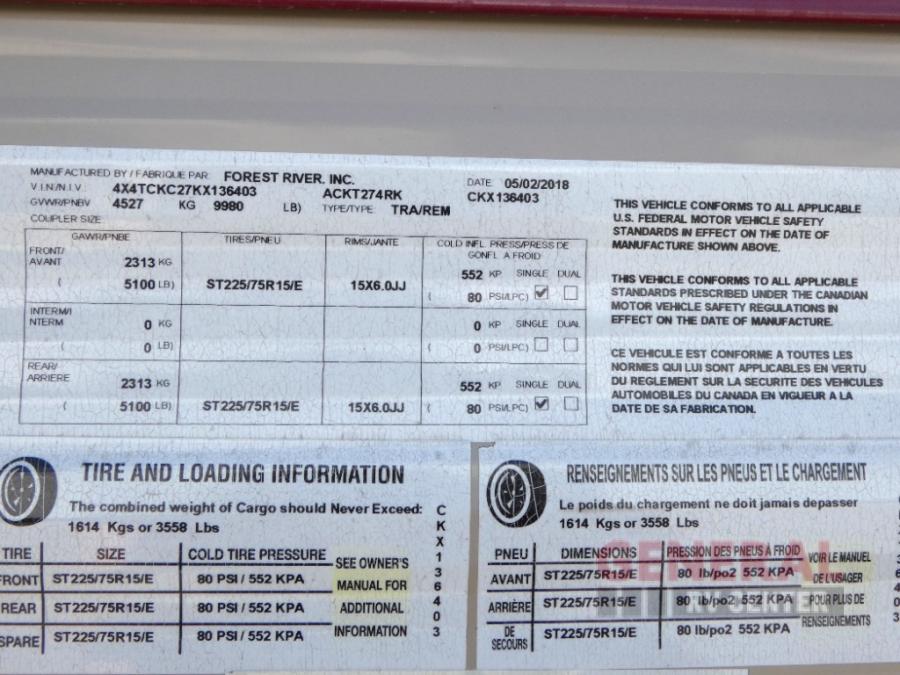 MANUFACTURED BY / FABRIQUE PAR: FOREST RIVER, INC.
DATE 05/02/2018
V.I.N./N.I.V.: 4X4TCKC27KX136403 ACKT274RK CKX136403
GVWR/PNBV 4527 KG 9980 LB) TYPE/TYPE TRA/REM
COUPLER SIZE
GAWR/PNBE TIRES/PNEU RIMS/JANTE COLD INFL. PRESS/PRESS DE
GONFL. A FROID
FRONT/
AVANT 2313 KG 552 KP SINGLE DUAL
( 5100 LB) ST225/75R15/E 15X6.0JJ ( 80 PSI/LPC)
INTERM/I
NTERM 0 KG 0 KP SINGLE DUAL
( 0 LB) ( 0 PSI/LPC)
REAR/
ARRIERE 2313 KG 552 KP SINGLE DUAL
( 5100 LB) ST225/75R15/E 15X6.0JJ ( 80 PSI/LPC)
THIS VEHICLE CONFORMS TO ALL APPLICABLE
U.S. FEDERAL MOTOR VEHICLE SAFETY
STANDARDS IN EFFECT ON THE DATE OF
MANUFACTURE SHOWN ABOVE.
THIS VEHICLE CONFORMS TO ALL APPLICABLE
STANDARDS PRESCRIBED UNDER THE CANADIAN
MOTOR VEHICLE SAFETY REGULATIONS IN
EFFECT ON THE DATE OF MANUFACTURE.
CE VEHICULE EST CONFORME A TOUTES LES
NORMES QUI LUI SONT APPLICABLES EN VERTU
DU REGLEMENT SUR LA SECURITE DES VEHICULES
AUTOMOBILES DU CANADA EN VIGUEUR A LA
DATE DE SA FABRICATION.
TIRE AND LOADING INFORMATION
The combined weight of Cargo should Never Exceed:
1614 Kgs or 3558 Lbs
TIRE SIZE COLD TIRE PRESSURE SEE OWNER'S
FRONT ST225/75R15/E 80 PSI / 552 KPA MANUAL FOR
REAR ST225/75R15/E 80 PSI / 552 KPA ADDITIONAL
SPARE ST225/75R15/E 80 PSI / 552 KPA INFORMATION
CKX136403
RENSEIGNEMENTS SUR LES PNEUS ET LE CHARGEMENT
Le poids du chargement ne doit jamais depasser
1614 Kgs or 3558 Lbs
PNEU DIMENSIONS PRESSION DES PNEUS À FROID VOIR LE MANUEL
AVANT ST225/75R15/E 80 lb/po2 552 KPA DE L'USAGER
ARRIÈRE ST225/75R15/E 80 lb/po2 552 KPA POUR PLUS DE
DE
SECOURS ST225/75R15/E 80 lb/po2 552 KPA RENSEIGNEMENTS
GENERAL
RV CENTER